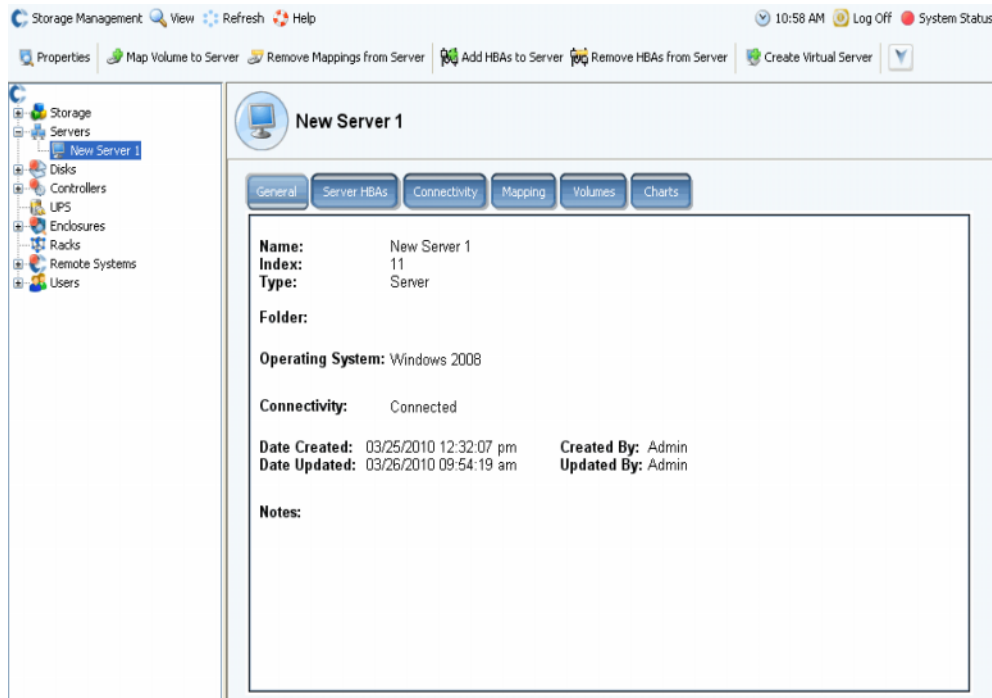 Storage Management View Refresh Help 10:58 AM Log Off System Status
Properties Map Volume to Server Remove Mappings from Server Add HBAs to Server Remove HBAs from Server Create Virtual Server
Storage
Servers
New Server 1
Disks
Controllers
UPS
Enclosures
Racks
Remote Systems
Users
New Server 1
General Server HBAs Connectivity Mapping Volumes Charts
Name: New Server 1
Index: 11
Type: Server
Folder:
Operating System: Windows 2008
Connectivity: Connected
Date Created: 03/25/2010 12:32:07 pm Created By: Admin
Date Updated: 03/26/2010 09:54:19 am Updated By: Admin
Notes: